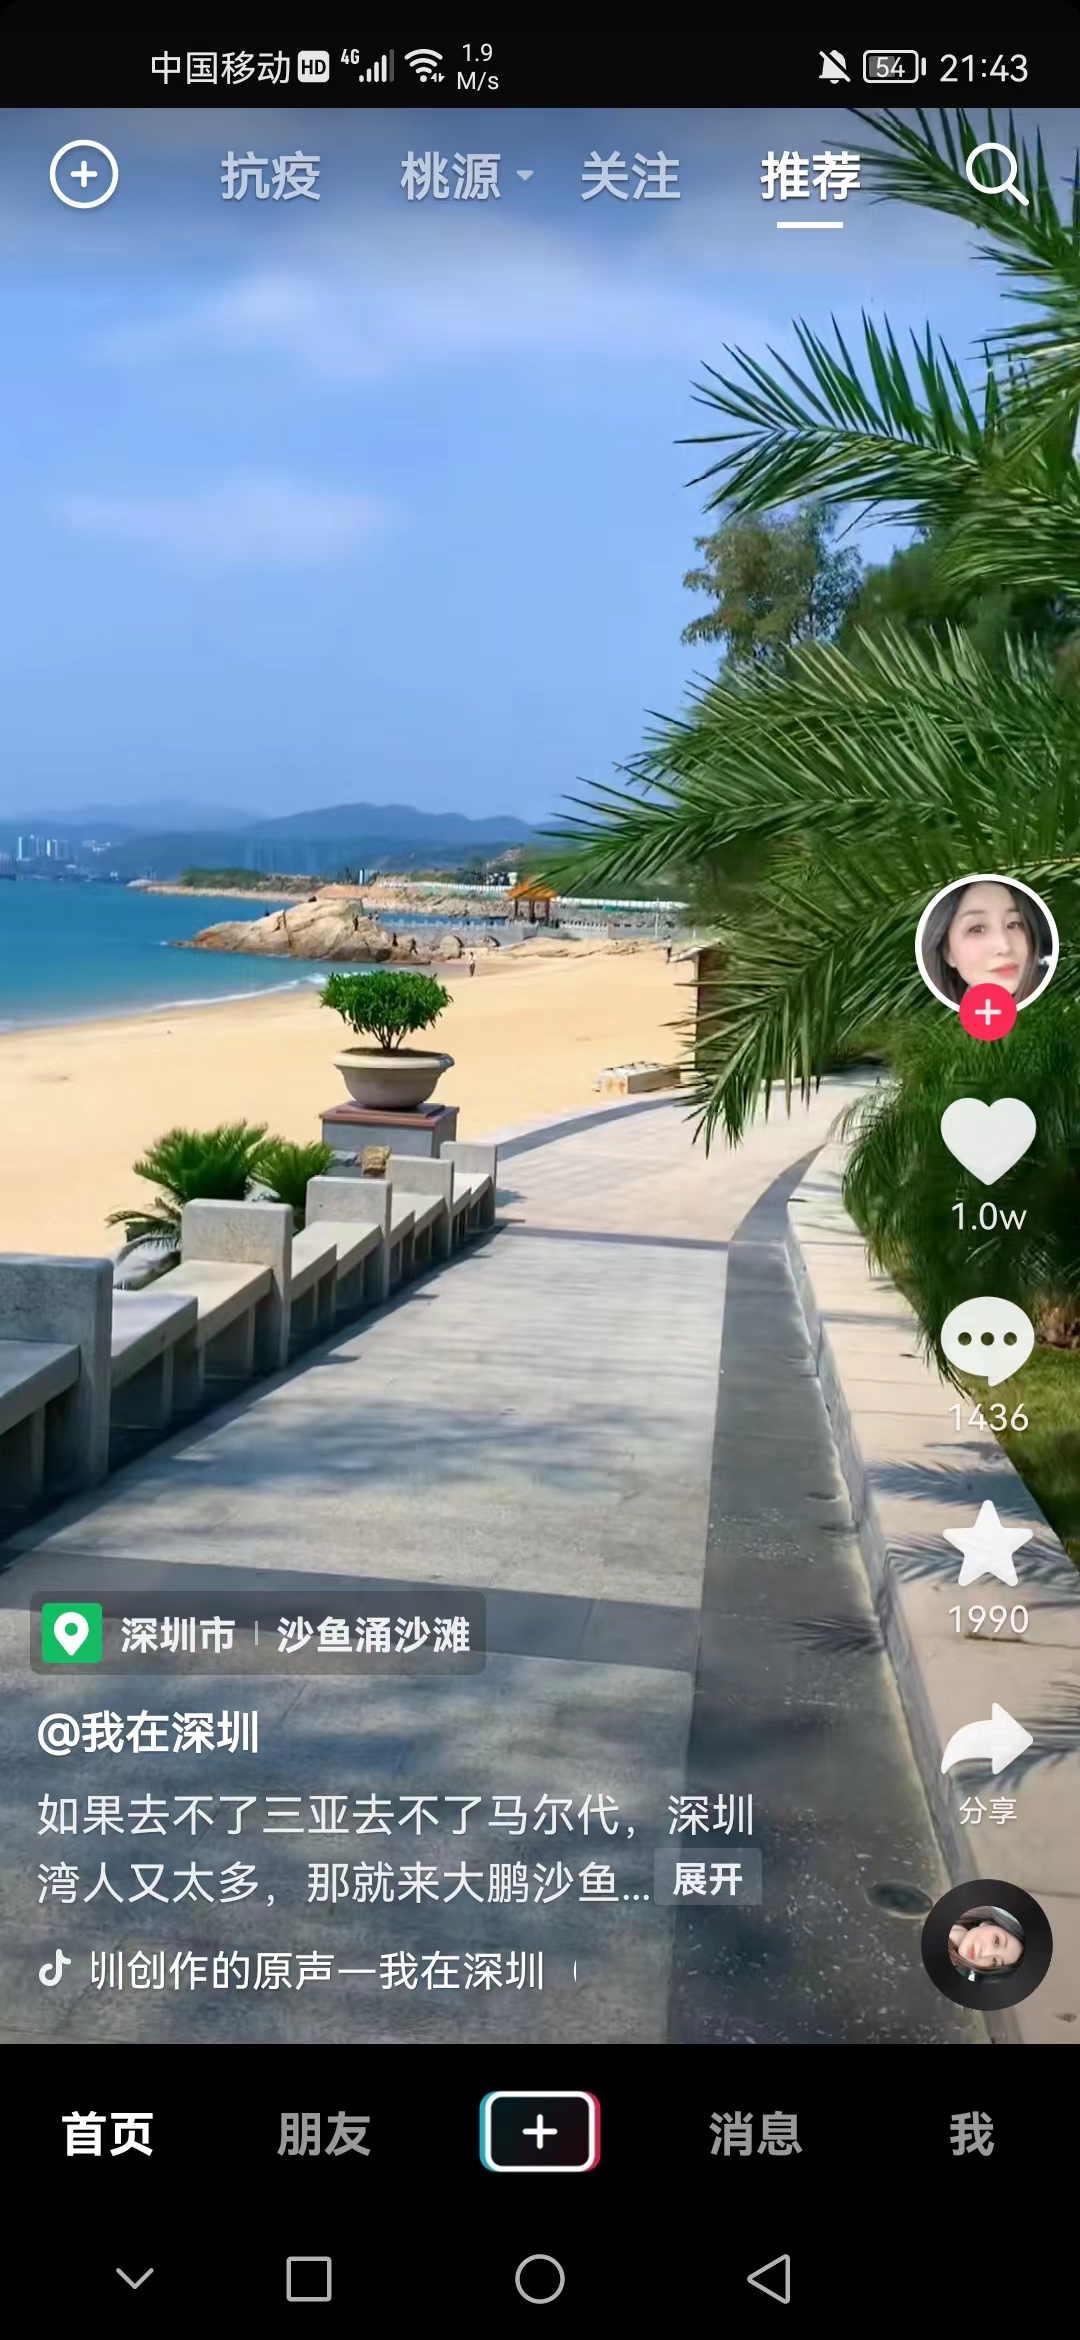 中国移动 HD 4G 1.9 M/s 54 21:43
抗疫 桃源 关注 推荐
1.0w
1436
1990
分享
深圳市 | 沙鱼涌沙滩
@我在深圳
如果去不了三亚去不了马尔代，深圳
湾人又太多，那就来大鹏沙鱼... 展开
圳创作的原声一我在深圳（
首页 朋友 消息 我